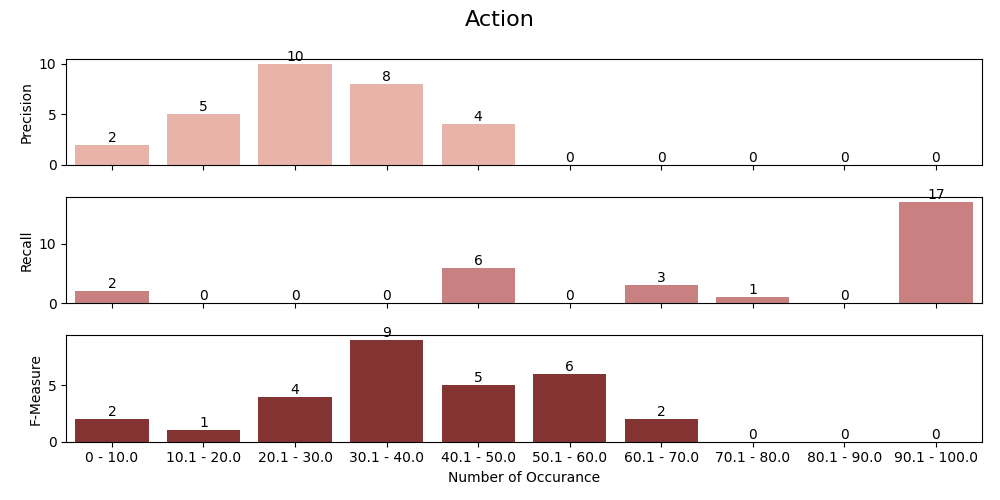 Action
Precision
10
5
0
2 5 10 8 4 0 0 0 0 0
Recall
10
0
2 0 0 0 6 0 3 1 0 17
F-Measure
5
0
2 1 4 9 5 6 2 0 0 0
0 - 10.0 10.1 - 20.0 20.1 - 30.0 30.1 - 40.0 40.1 - 50.0 50.1 - 60.0 60.1 - 70.0 70.1 - 80.0 80.1 - 90.0 90.1 - 100.0
Number of Occurance